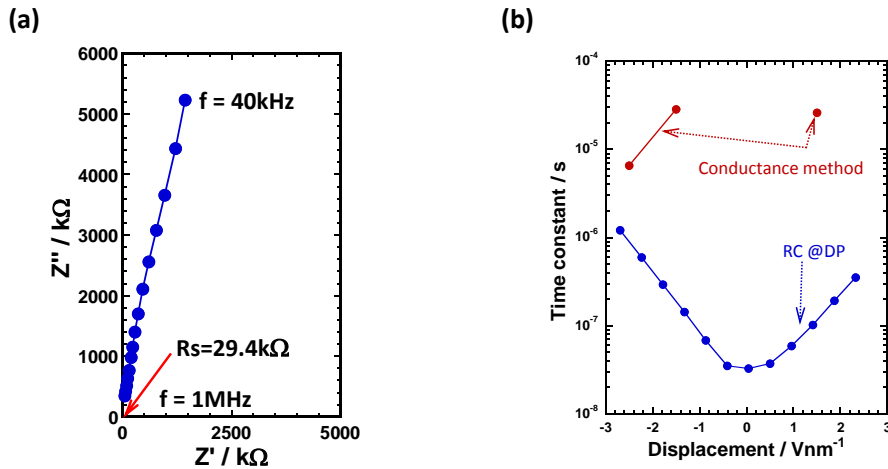 (a)
6000
5000
4000
3000
2000
1000
0
0
2500
5000
Z'' / kΩ
Z' / kΩ
f = 40kHz
Rs=29.4kΩ
f = 1MHz
(b)
10⁻⁴
10⁻⁵
10⁻⁶
10⁻⁷
10⁻⁸
-3
-2
-1
0
1
2
3
Time constant / s
Displacement / Vnm⁻¹
Conductance method
RC @DP